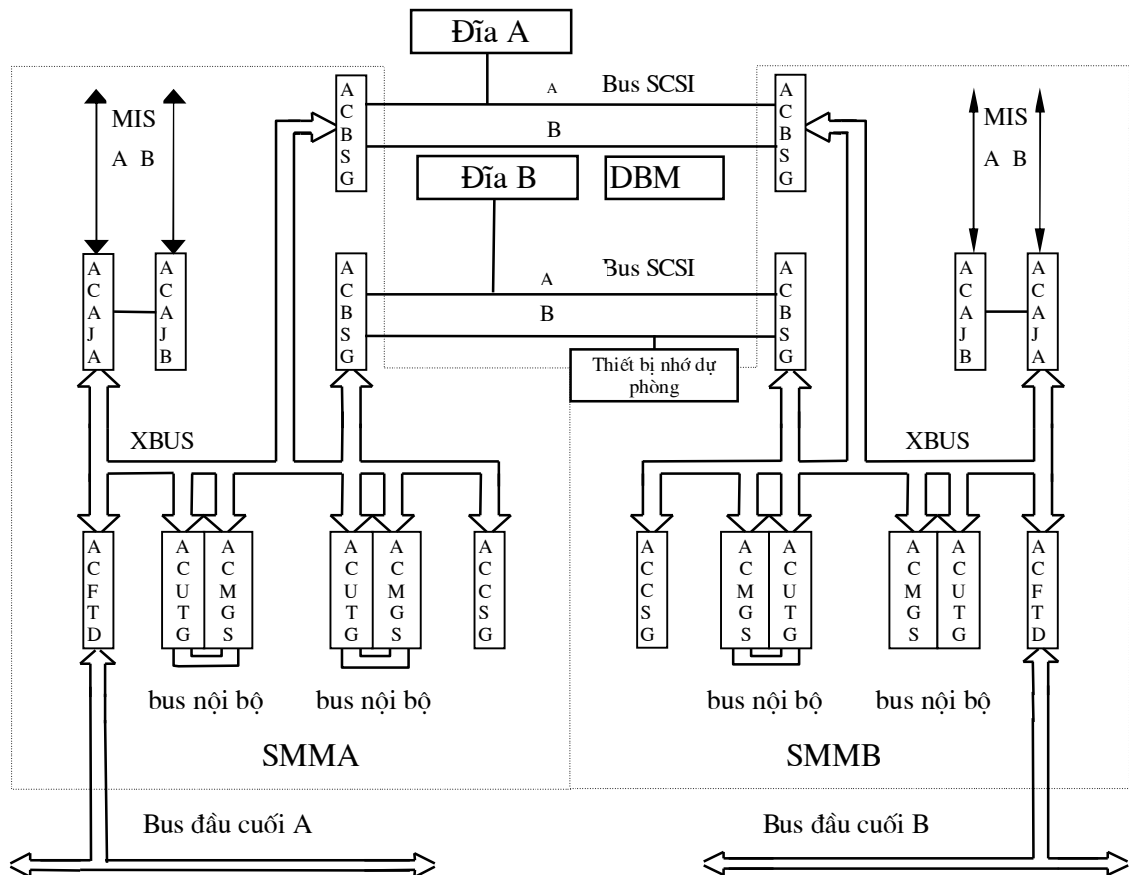 Đĩa A
A Bus SCSI
B
Đĩa B
DBM
MIS
A B
MIS
A B
ACBSG
ACBSG
ACAJA
ACAJB
ACBSG
A Bus SCSI
B
Thiết bị nhớ dự
phòng
ACBSG
ACAJB
ACAJA
XBUS
XBUS
ACFTD
ACUTG
ACMGS
ACUTG
ACMGS
ACCSG
ACCSG
ACMGS
ACUTG
ACMGS
ACUTG
ACFTD
bus nội bộ
bus nội bộ
bus nội bộ
bus nội bộ
SMMA
SMMB
Bus đầu cuối A
Bus đầu cuối B